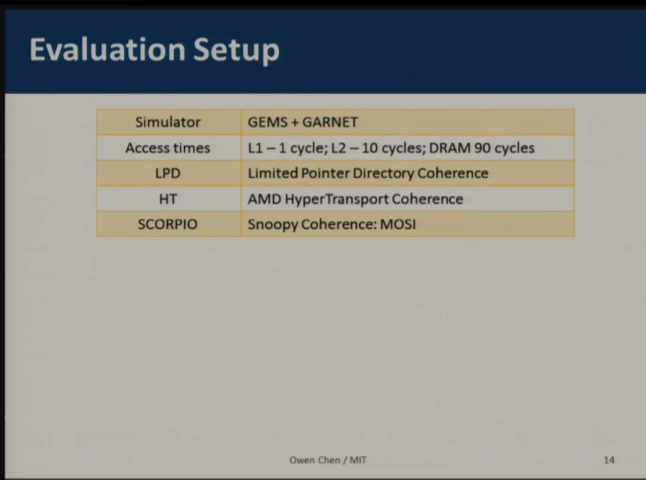 Evaluation Setup
Simulator GEMS + GARNET
Access times L1 – 1 cycle; L2 – 10 cycles; DRAM 90 cycles
LPD Limited Pointer Directory Coherence
HT AMD HyperTransport Coherence
SCORPIO Snoopy Coherence: MOSI
Owen Chen / MIT 14